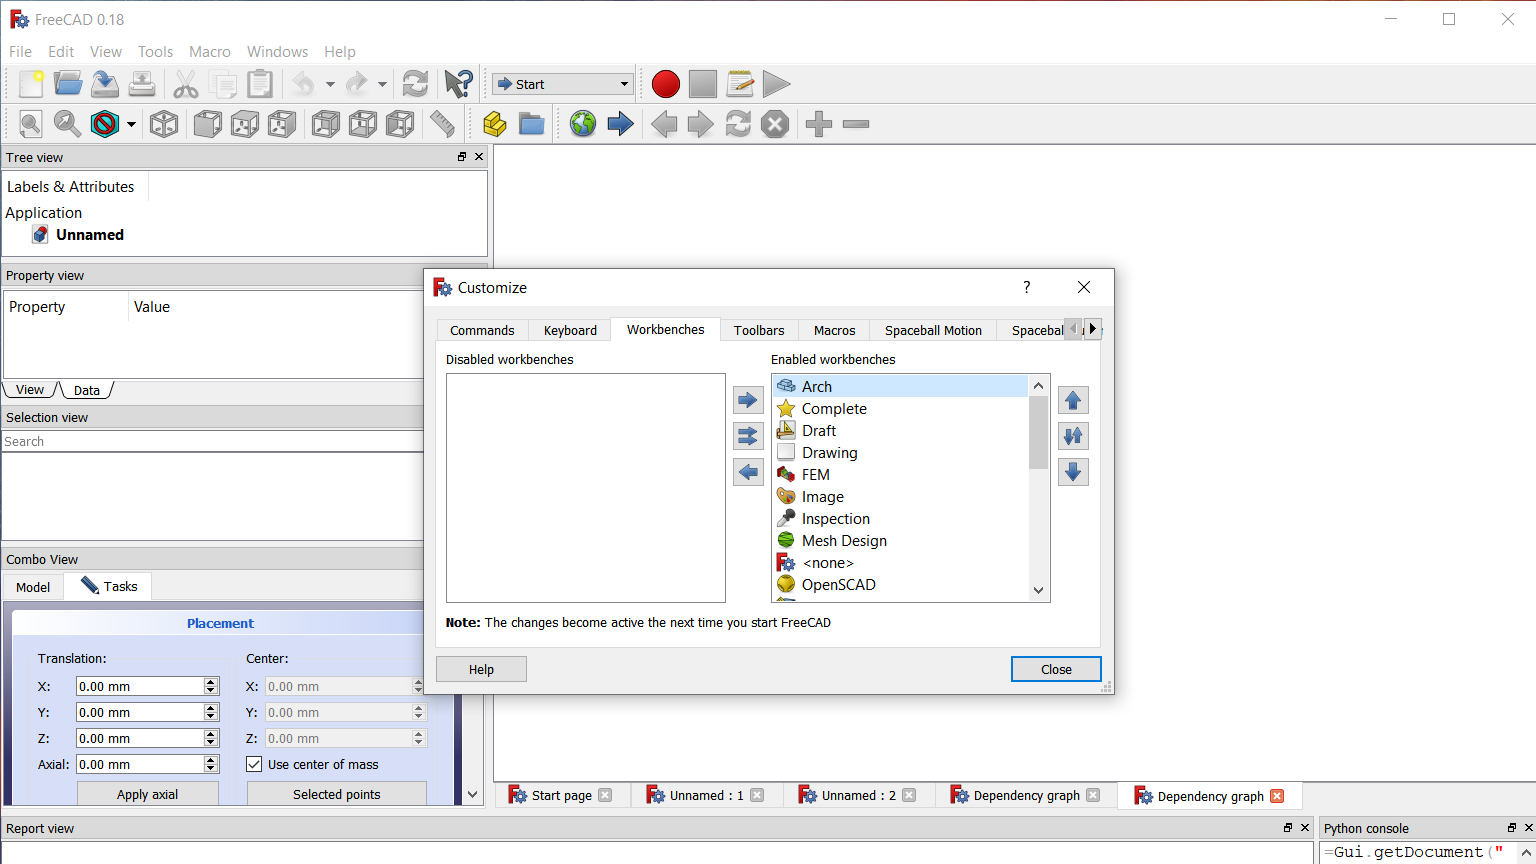 FreeCAD 0.18
File Edit View Tools Macro Windows Help
Start
Tree view
Labels & Attributes
Application
Unnamed
Property view
Property Value
View Data
Selection view
Search
Combo View
Model Tasks
Placement
Translation: Center:
X: 0.00 mm X: 0.00 mm
Y: 0.00 mm Y: 0.00 mm
Z: 0.00 mm Z: 0.00 mm
Axial: 0.00 mm Use center of mass
Apply axial Selected points
Customize ?
Commands Keyboard Workbenches Toolbars Macros Spaceball Motion Spacebal
Disabled workbenches Enabled workbenches
Arch
Complete
Draft
Drawing
FEM
Image
Inspection
Mesh Design
<none>
OpenSCAD
Note: The changes become active the next time you start FreeCAD
Help Close
Start page Unnamed : 1 Unnamed : 2 Dependency graph Dependency graph
Report view Python console
=Gui.getDocument("